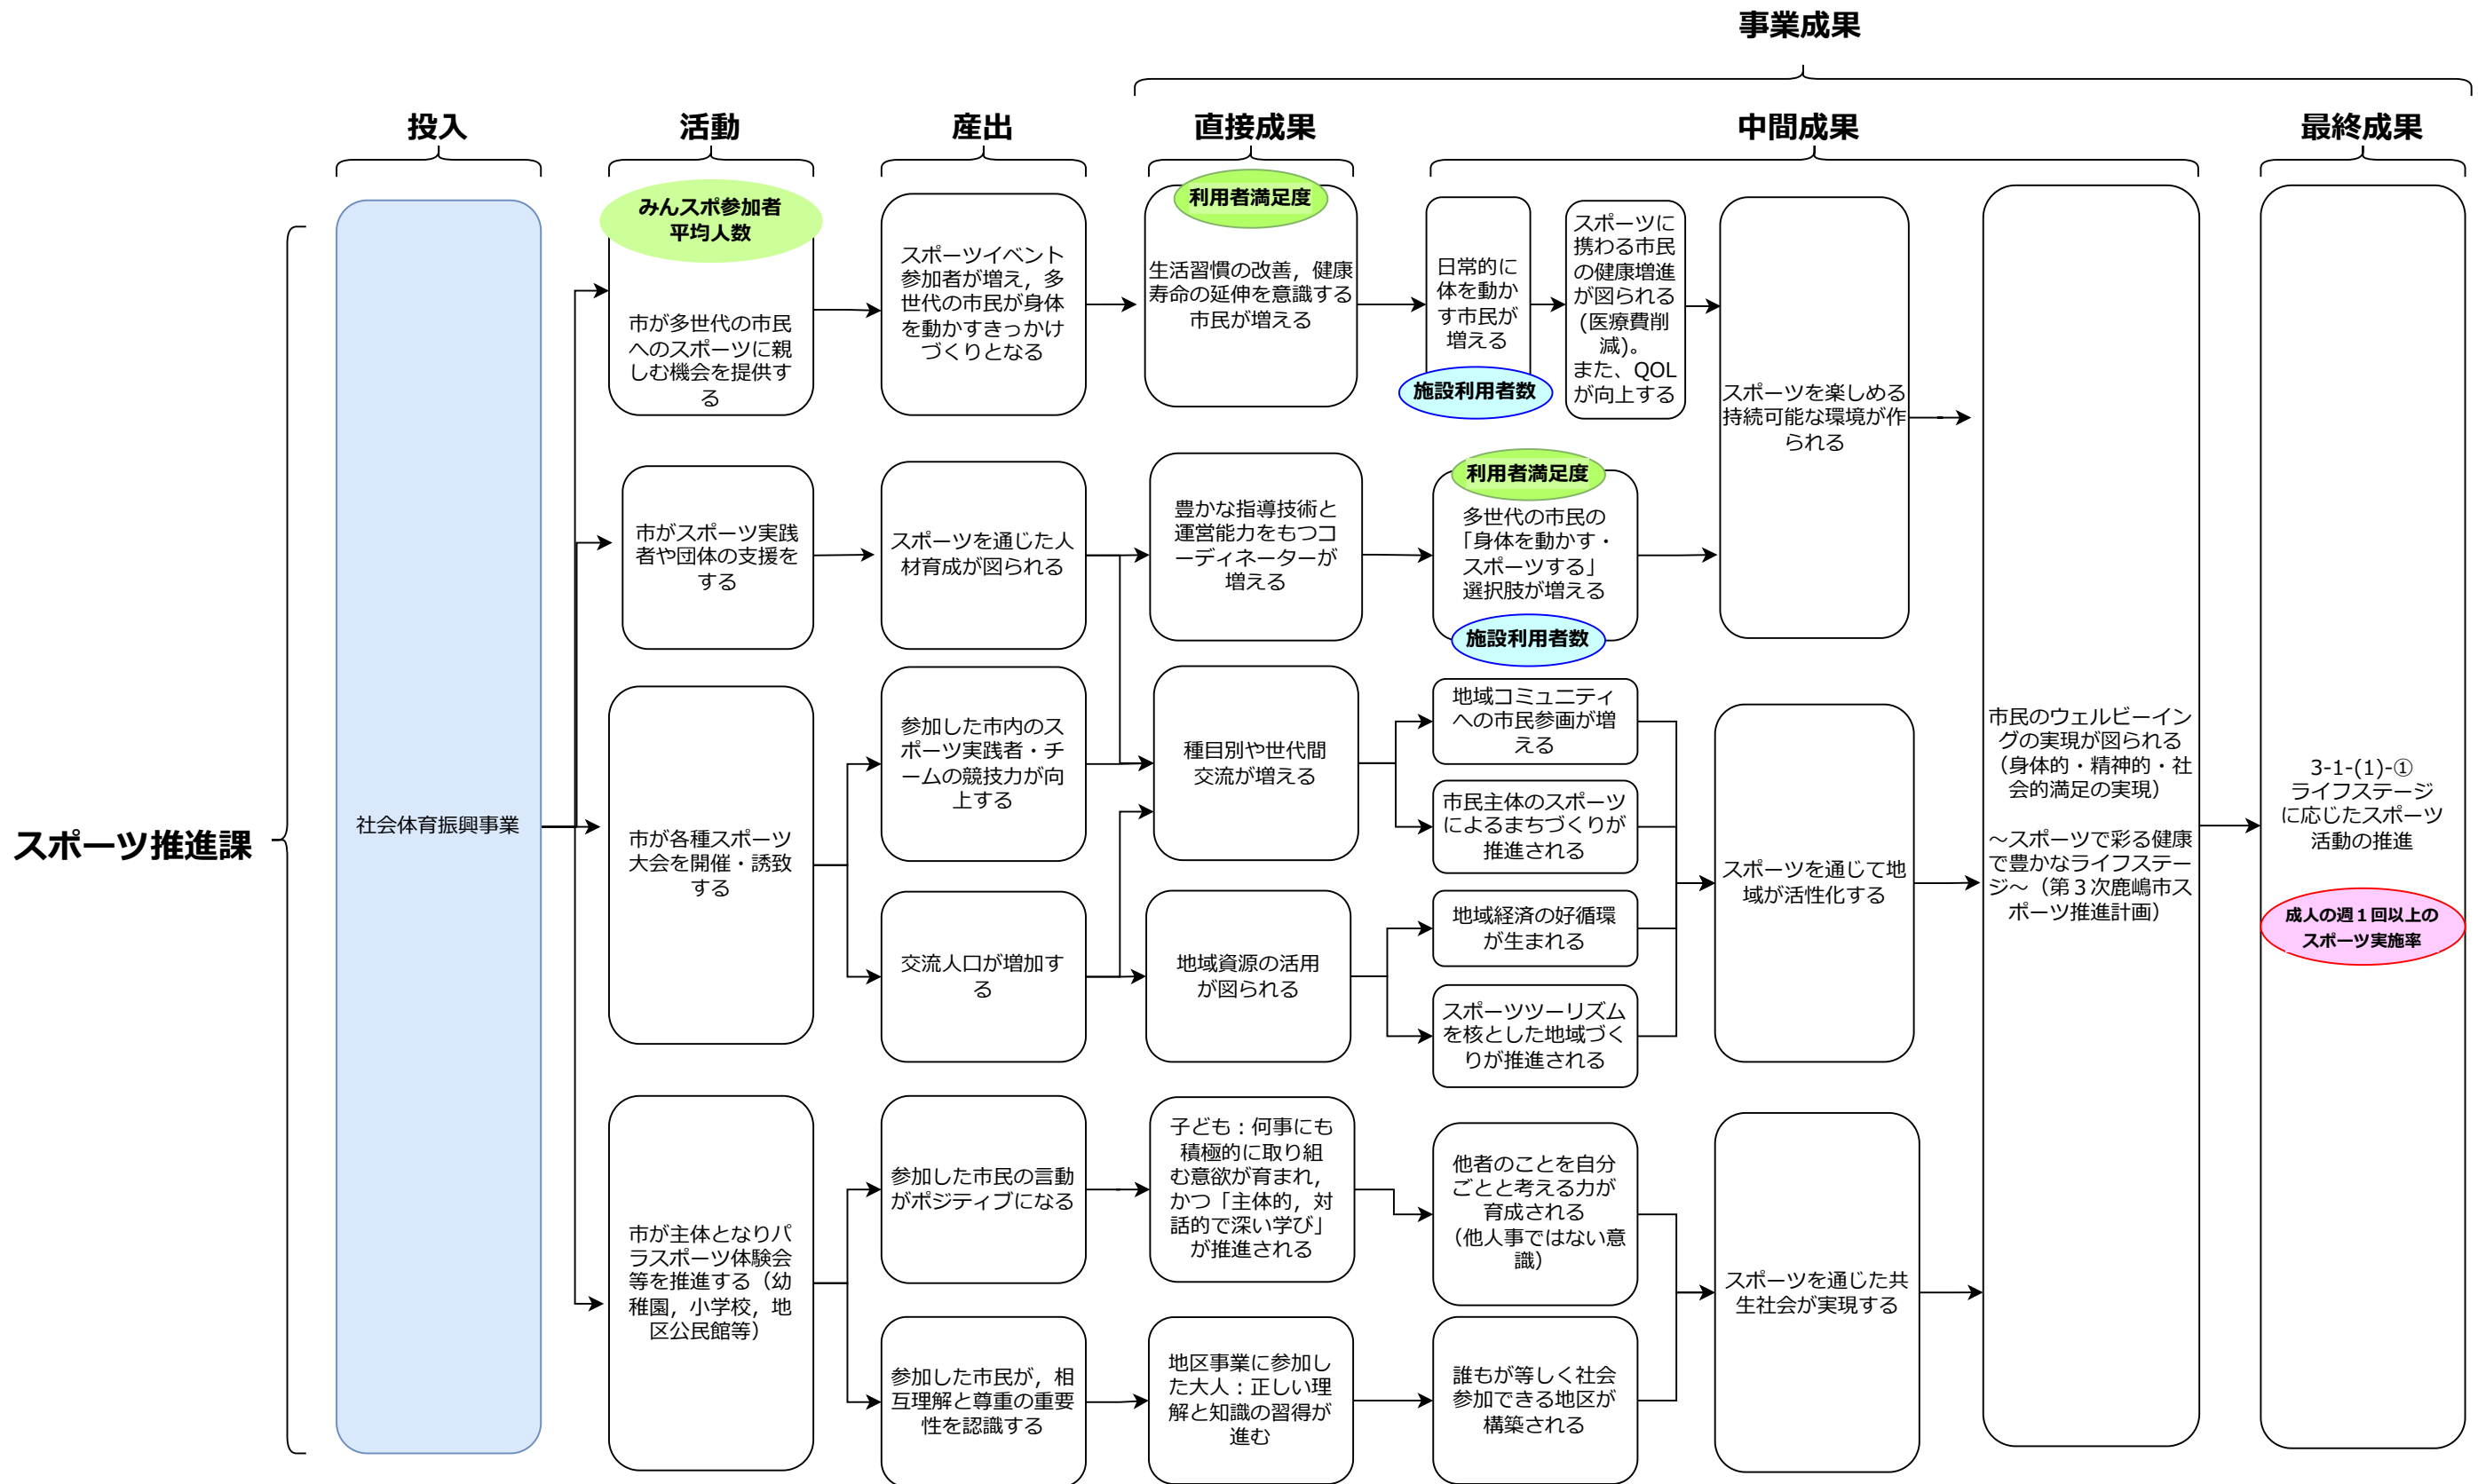 事業成果
投入
活動
産出
直接成果
中間成果
最終成果
スポーツ推進課
社会体育振興事業
みんスポ参加者
平均人数
市が多世代の市民
へのスポーツに親
しむ機会を提供す
る
スポーツイベント
参加者が増え，多
世代の市民が身体
を動かすきっかけ
づくりとなる
利用者満足度
生活習慣の改善，健康
寿命の延伸を意識する
市民が増える
日常的に
体を動か
す市民が
増える
施設利用者数
スポーツに
携わる市民
の健康増進
が図られる
(医療費削
減)。
また、QOL
が向上する
スポーツを楽しめる
持続可能な環境が作
られる
市がスポーツ実践
者や団体の支援を
する
スポーツを通じた人
材育成が図られる
豊かな指導技術と
運営能力をもつコ
ーディネーターが
増える
利用者満足度
多世代の市民の
「身体を動かす・
スポーツする」
選択肢が増える
施設利用者数
市が各種スポーツ
大会を開催・誘致
する
参加した市内のス
ポーツ実践者・チ
ームの競技力が向
上する
種目別や世代間
交流が増える
地域コミュニティ
への市民参画が増
える
市民主体のスポーツ
によるまちづくりが
推進される
交流人口が増加す
る
地域資源の活用
が図られる
地域経済の好循環
が生まれる
スポーツツーリズム
を核とした地域づく
りが推進される
スポーツを通じて地
域が活性化する
市が主体となりパ
ラスポーツ体験会
等を推進する（幼
稚園，小学校，地
区公民館等）
参加した市民の言動
がポジティブになる
子ども：何事にも
積極的に取り組
む意欲が育まれ，
かつ「主体的，対
話的で深い学び」
が推進される
他者のことを自分
ごとと考える力が
育成される
（他人事ではない意
識）
参加した市民が，相
互理解と尊重の重要
性を認識する
地区事業に参加し
た大人：正しい理
解と知識の習得が
進む
誰もが等しく社会
参加できる地区が
構築される
スポーツを通じた共
生社会が実現する
市民のウェルビーイン
グの実現が図られる
（身体的・精神的・社
会的満足の実現）
～スポーツで彩る健康
で豊かなライフステー
ジ～（第３次鹿嶋市ス
ポーツ推進計画）
3-1-(1)-①
ライフステージ
に応じたスポーツ
活動の推進
成人の週１回以上の
スポーツ実施率